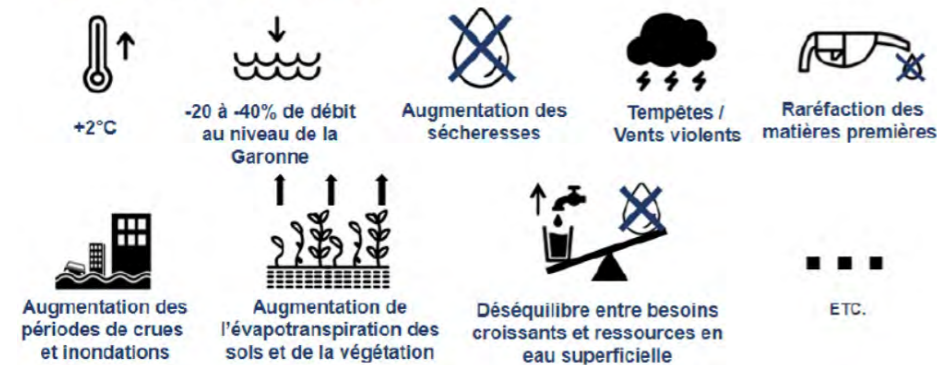 +2°C
-20 à -40% de débit
au niveau de la
Garonne
Augmentation des
sécheresses
Tempêtes /
Vents violents
Raréfaction des
matières premières
Augmentation des
périodes de crues
et inondations
Augmentation de
l'évapotranspiration des
sols et de la végétation
Déséquilibre entre besoins
croissants et ressources en
eau superficielle
ETC.